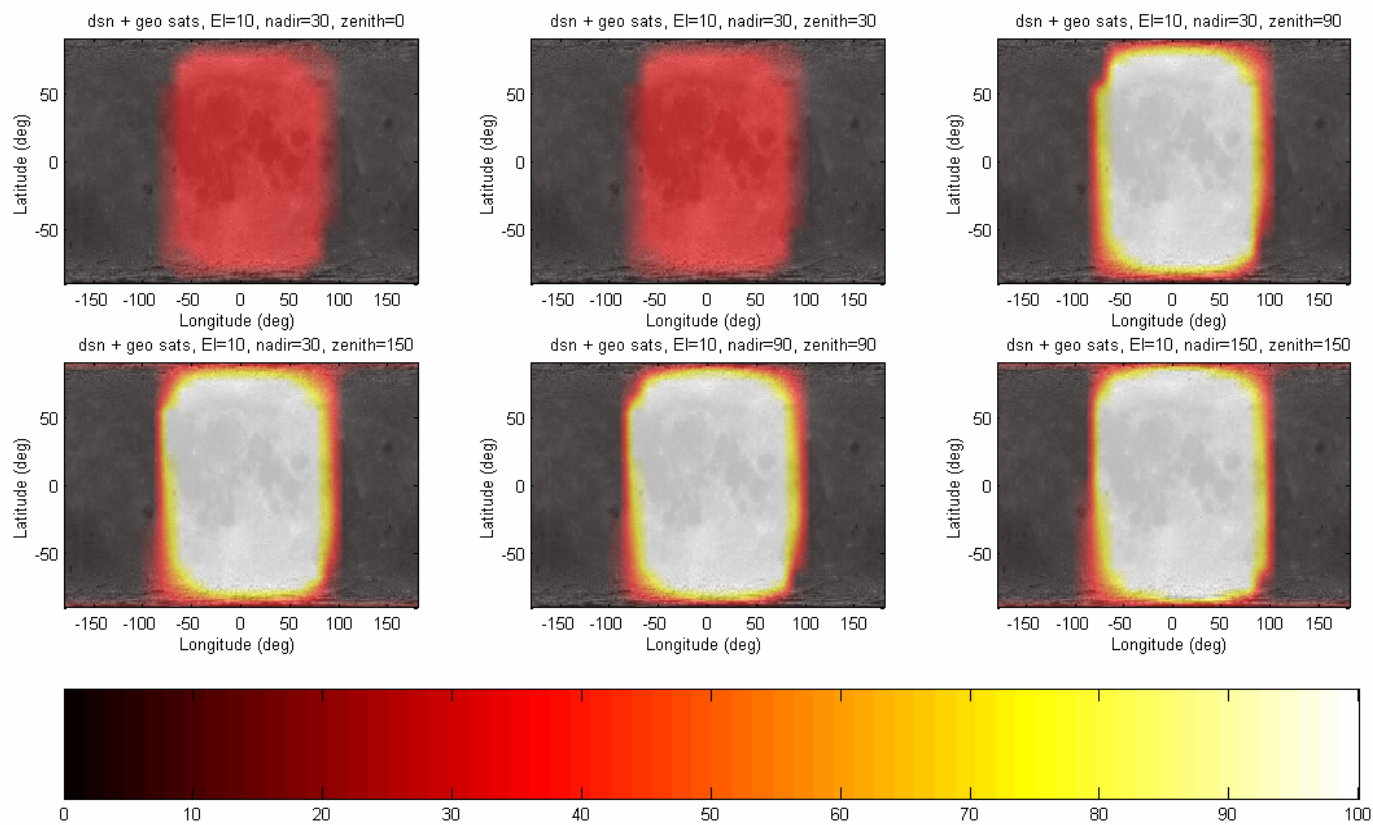 dsn + geo sats, El=10, nadir=30, zenith=0
50
0
-50
Latitude (deg)
-150 -100 -50 0 50 100 150
Longitude (deg)
dsn + geo sats, El=10, nadir=30, zenith=30
50
0
-50
Latitude (deg)
-150 -100 -50 0 50 100 150
Longitude (deg)
dsn + geo sats, El=10, nadir=30, zenith=90
50
0
-50
Latitude (deg)
-150 -100 -50 0 50 100 150
Longitude (deg)
dsn + geo sats, El=10, nadir=30, zenith=150
50
0
-50
Latitude (deg)
-150 -100 -50 0 50 100 150
Longitude (deg)
dsn + geo sats, El=10, nadir=90, zenith=90
50
0
-50
Latitude (deg)
-150 -100 -50 0 50 100 150
Longitude (deg)
dsn + geo sats, El=10, nadir=150, zenith=150
50
0
-50
Latitude (deg)
-150 -100 -50 0 50 100 150
Longitude (deg)
0 10 20 30 40 50 60 70 80 90 100